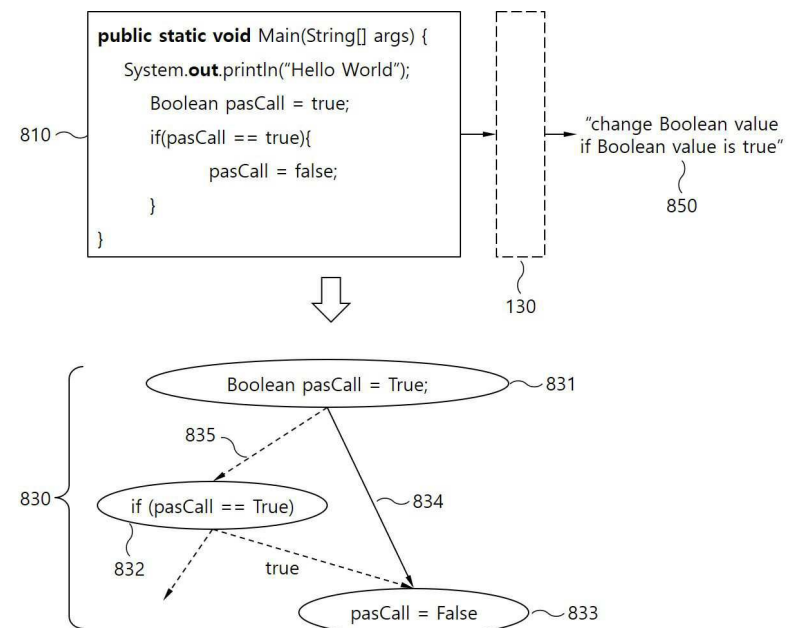 public static void Main(String[] args) {
System.out.println("Hello World");
Boolean pasCall = true;
if(pasCall == true){
pasCall = false;
}
}
810
"change Boolean value
if Boolean value is true"
850
130
Boolean pasCall = True;
831
835
830
if (pasCall == True)
834
832
true
pasCall = False
833